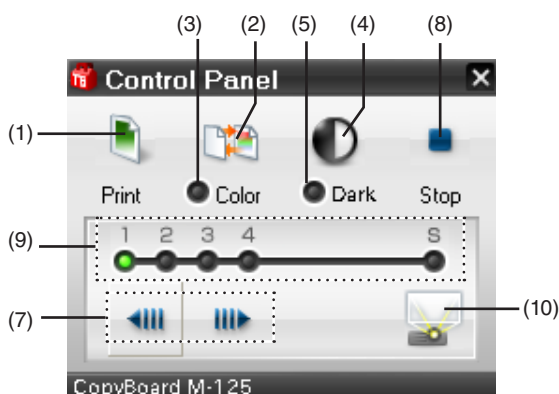 (3) (2) (5) (4) (8)
TB Control Panel
(1)
Print Color Dark Stop
(9) 1 2 3 4 S
(7) (10)
CopyBoard M-125